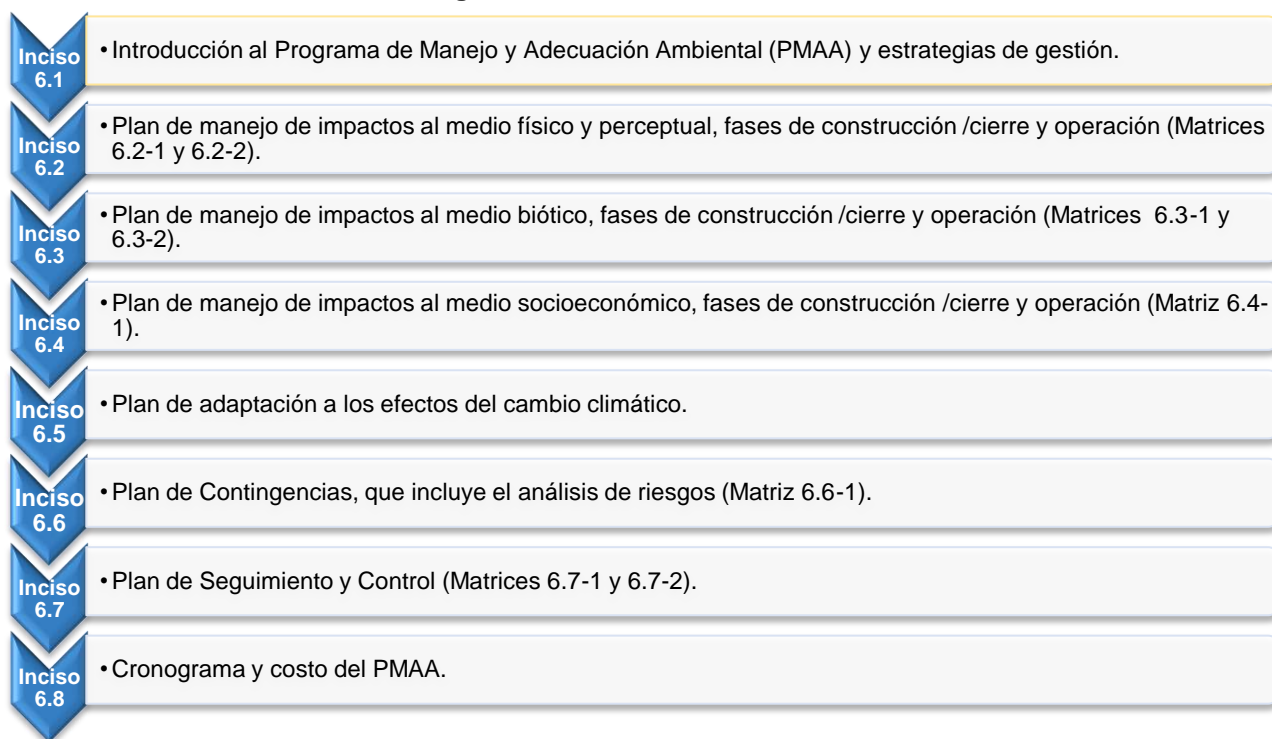 Inciso
6.1
•Introducción al Programa de Manejo y Adecuación Ambiental (PMAA) y estrategias de gestión.
Inciso
6.2
•Plan de manejo de impactos al medio físico y perceptual, fases de construcción /cierre y operación (Matrices
6.2-1 y 6.2-2).
Inciso
6.3
•Plan de manejo de impactos al medio biótico, fases de construcción /cierre y operación (Matrices 6.3-1 y
6.3-2).
Inciso
6.4
•Plan de manejo de impactos al medio socioeconómico, fases de construcción /cierre y operación (Matriz 6.4-
1).
Inciso
6.5
•Plan de adaptación a los efectos del cambio climático.
Inciso
6.6
•Plan de Contingencias, que incluye el análisis de riesgos (Matriz 6.6-1).
Inciso
6.7
•Plan de Seguimiento y Control (Matrices 6.7-1 y 6.7-2).
Inciso
6.8
•Cronograma y costo del PMAA.